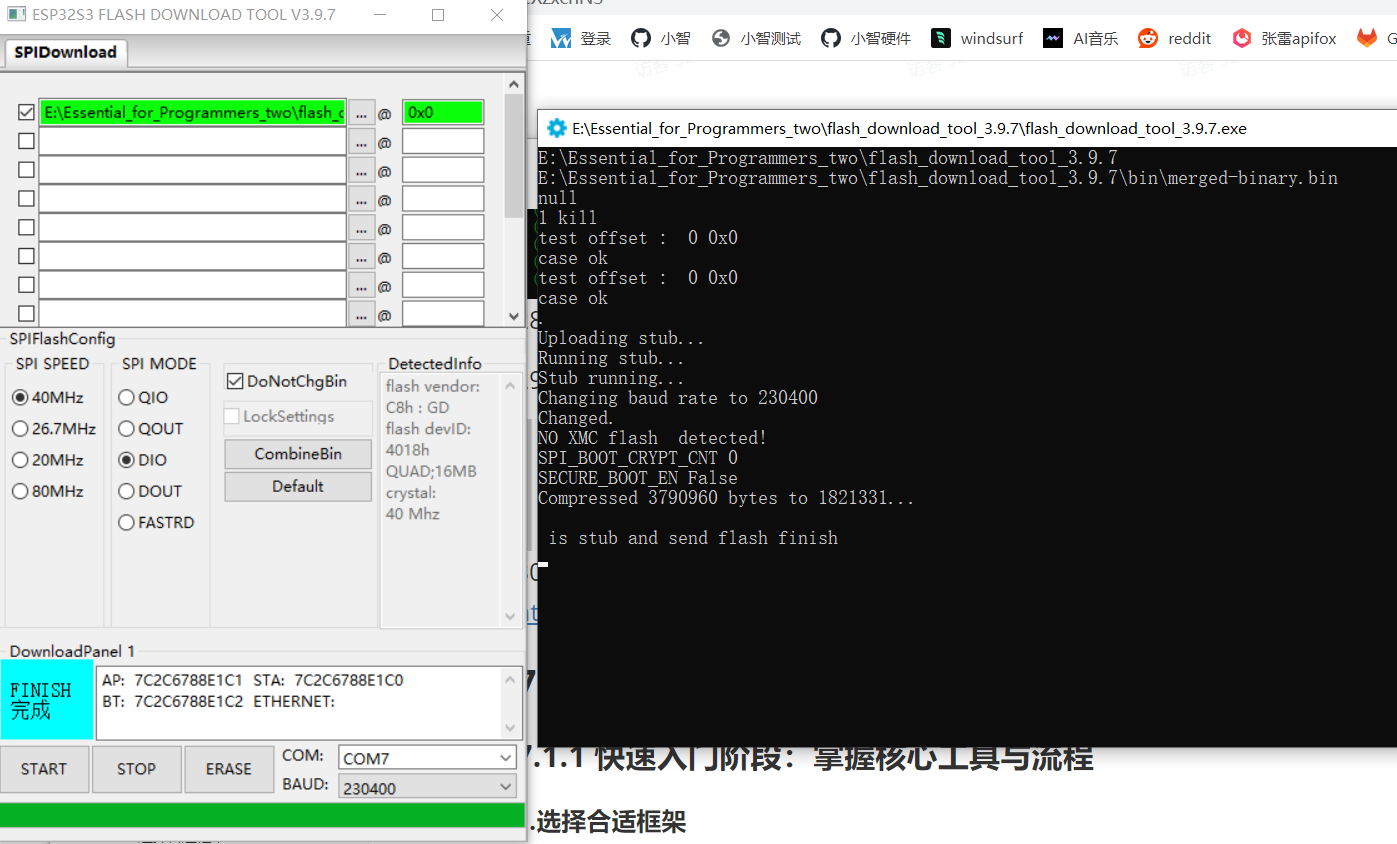 ESP32S3 FLASH DOWNLOAD TOOL V3.9.7
SPIDownload
E:\Essential_for_Programmers_two\flash_d ... @ 0x0
... @
... @
... @
... @
... @
... @
... @
SPIFlashConfig
SPI SPEED
40MHz
26.7MHz
20MHz
80MHz
SPI MODE
QIO
QOUT
DIO
DOUT
FASTRD
DoNotChgBin
LockSettings
CombineBin
Default
DetectedInfo
flash vendor:
C8h : GD
flash devID:
4018h
QUAD;16MB
crystal:
40 Mhz
DownloadPanel 1
FINISH
完成
AP: 7C2C6788E1C1 STA: 7C2C6788E1C0
BT: 7C2C6788E1C2 ETHERNET:
START STOP ERASE
COM: COM7
BAUD: 230400
登录 小智 小智测试 小智硬件 windsurf AI音乐 reddit 张雷apifox G
E:\Essential_for_Programmers_two\flash_download_tool_3.9.7\flash_download_tool_3.9.7.exe
E:\Essential_for_Programmers_two\flash_download_tool_3.9.7
E:\Essential_for_Programmers_two\flash_download_tool_3.9.7\bin\merged-binary.bin
null
1 kill
test offset :  0 0x0
case ok
test offset :  0 0x0
case ok
.
Uploading stub...
Running stub...
Stub running...
Changing baud rate to 230400
Changed.
NO XMC flash  detected!
SPI_BOOT_CRYPT_CNT 0
SECURE_BOOT_EN False
Compressed 3790960 bytes to 1821331...
is stub and send flash finish
7.1.1 快速入门阶段：掌握核心工具与流程
.选择合适框架